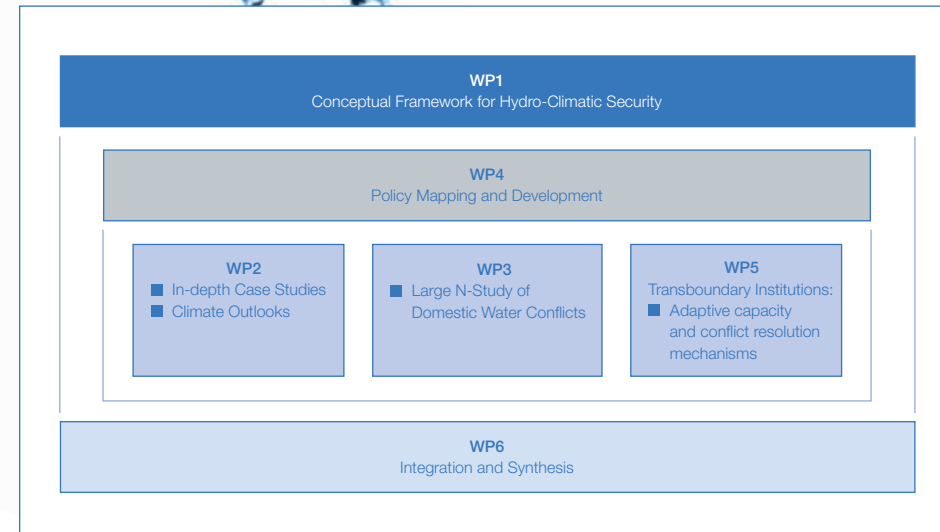 WP1
Conceptual Framework for Hydro-Climatic Security
WP4
Policy Mapping and Development
WP2
In-depth Case Studies
Climate Outlooks
WP3
Large N-Study of
Domestic Water Conflicts
WP5
Transboundary Institutions:
Adaptive capacity
and conflict resolution
mechanisms
WP6
Integration and Synthesis